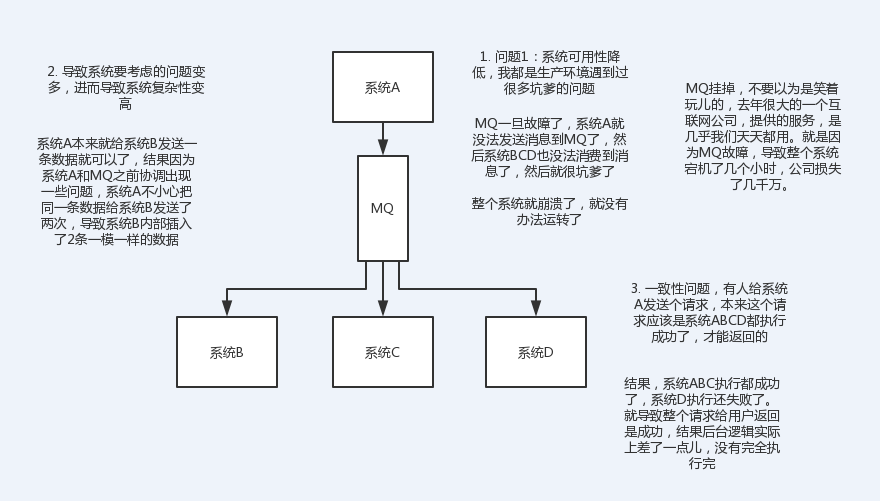 2. 导致系统要考虑的问题变
多，进而导致系统复杂性变
高
系统A本来就给系统B发送一
条数据就可以了，结果因为
系统A和MQ之前协调出现
一些问题，系统A不小心把
同一条数据给系统B发送了
两次，导致系统B内部插入
了2条一模一样的数据
系统A
MQ
系统B
系统C
系统D
1. 问题1：系统可用性降
低，我都是生产环境遇到过
很多坑爹的问题
MQ一旦故障了，系统A就
没法发送消息到MQ了，然
后系统BCD也没法消费到消
息了，然后就很坑爹了
整个系统就崩溃了，就没有
办法运转了
MQ挂掉，不要以为是笑着
玩儿的，去年很大的一个互
联网公司，提供的服务，是
几乎我们天天都用。就是因
为MQ故障，导致整个系统
宕机了几个小时，公司损失
了几千万。
3. 一致性问题，有人给系统
A发送个请求，本来这个请
求应该是系统ABCD都执行
成功了，才能返回的
结果，系统ABC执行都成功
了，系统D执行还失败了。
就导致整个请求给用户返回
是成功，结果后台逻辑实际
上差了一点儿，没有完全执
行完